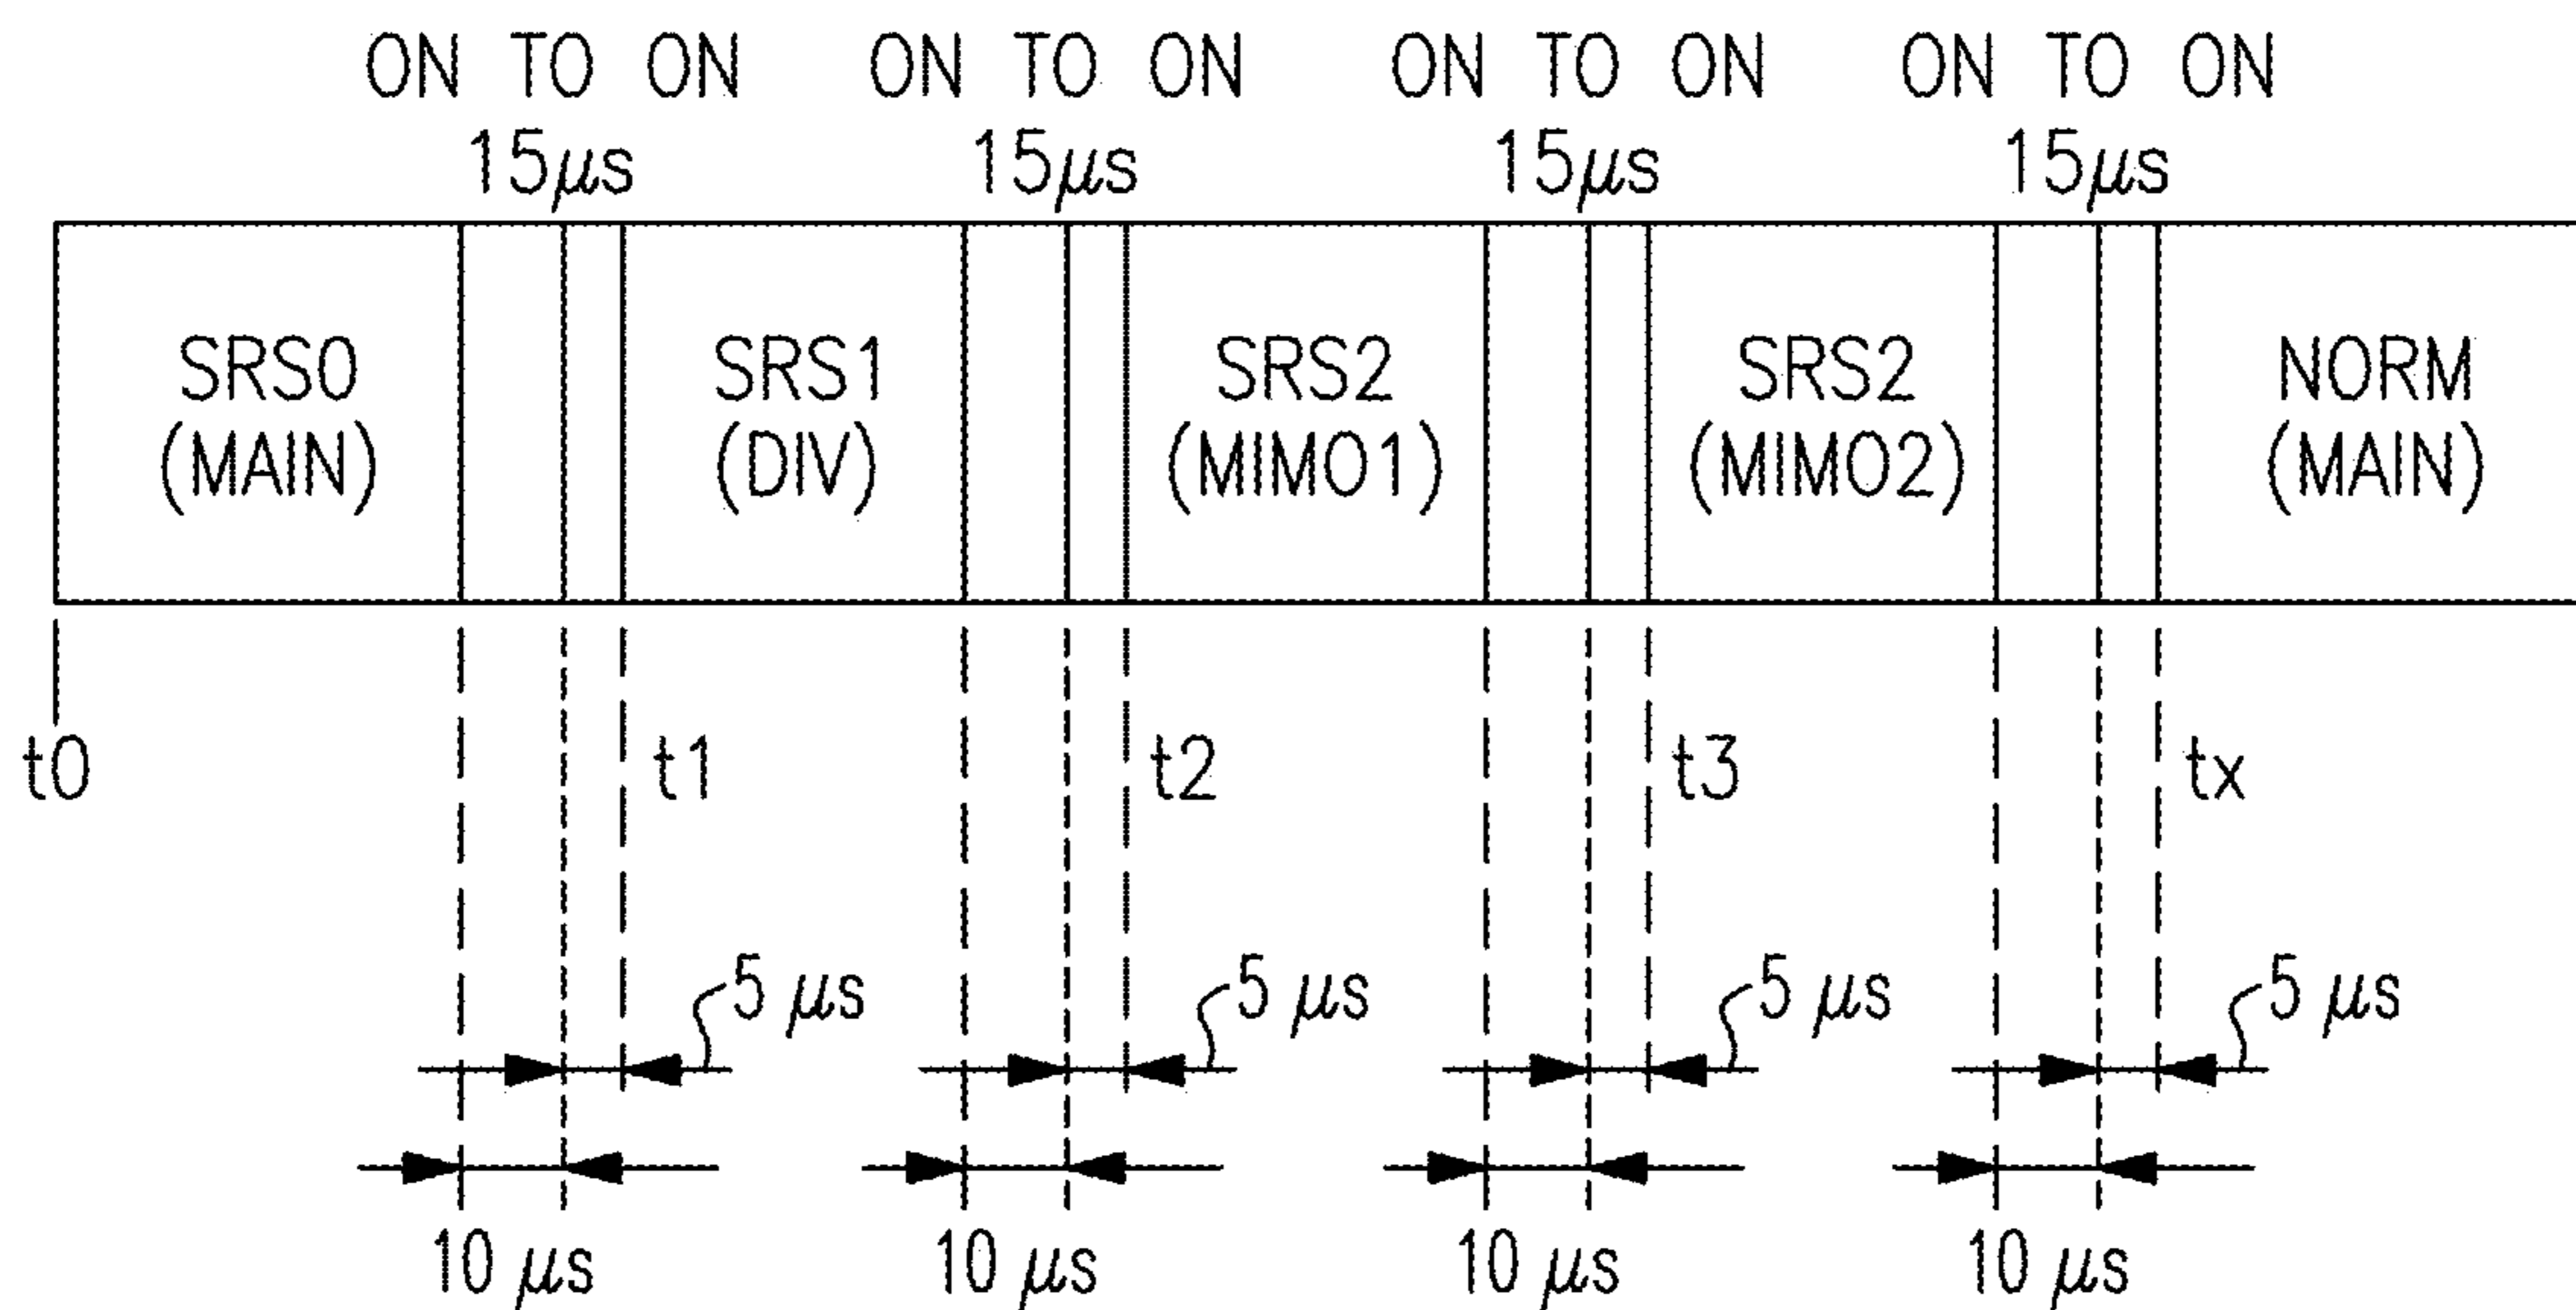 ON TO ON ON TO ON ON TO ON ON TO ON
15μs 15μs 15μs 15μs
SRS0 SRS1 SRS2 SRS2 NORM
(MAIN) (DIV) (MIMO1) (MIMO2) (MAIN)
t0 t1 t2 t3 tx
5 μs 5 μs 5 μs 5 μs
10 μs 10 μs 10 μs 10 μs